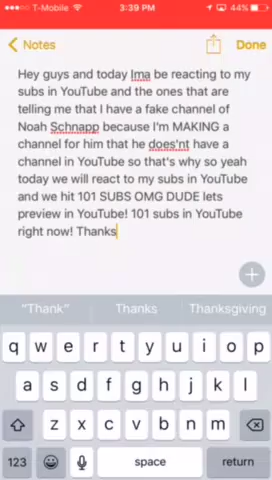 T-Mobile 3:39 PM 44%
Notes Done
Hey guys and today Ima be reacting to my
subs in YouTube and the ones that are
telling me that I have a fake channel of
Noah Schnapp because I'm MAKING a
channel for him that he does'nt have a
channel in YouTube so that's why so yeah
today we will react to my subs in YouTube
and we hit 101 SUBS OMG DUDE lets
preview in YouTube! 101 subs in YouTube
right now! Thanks
"Thank" Thanks Thanksgiving
q w e r t y u i o p
a s d f g h j k l
z x c v b n m
123 space return